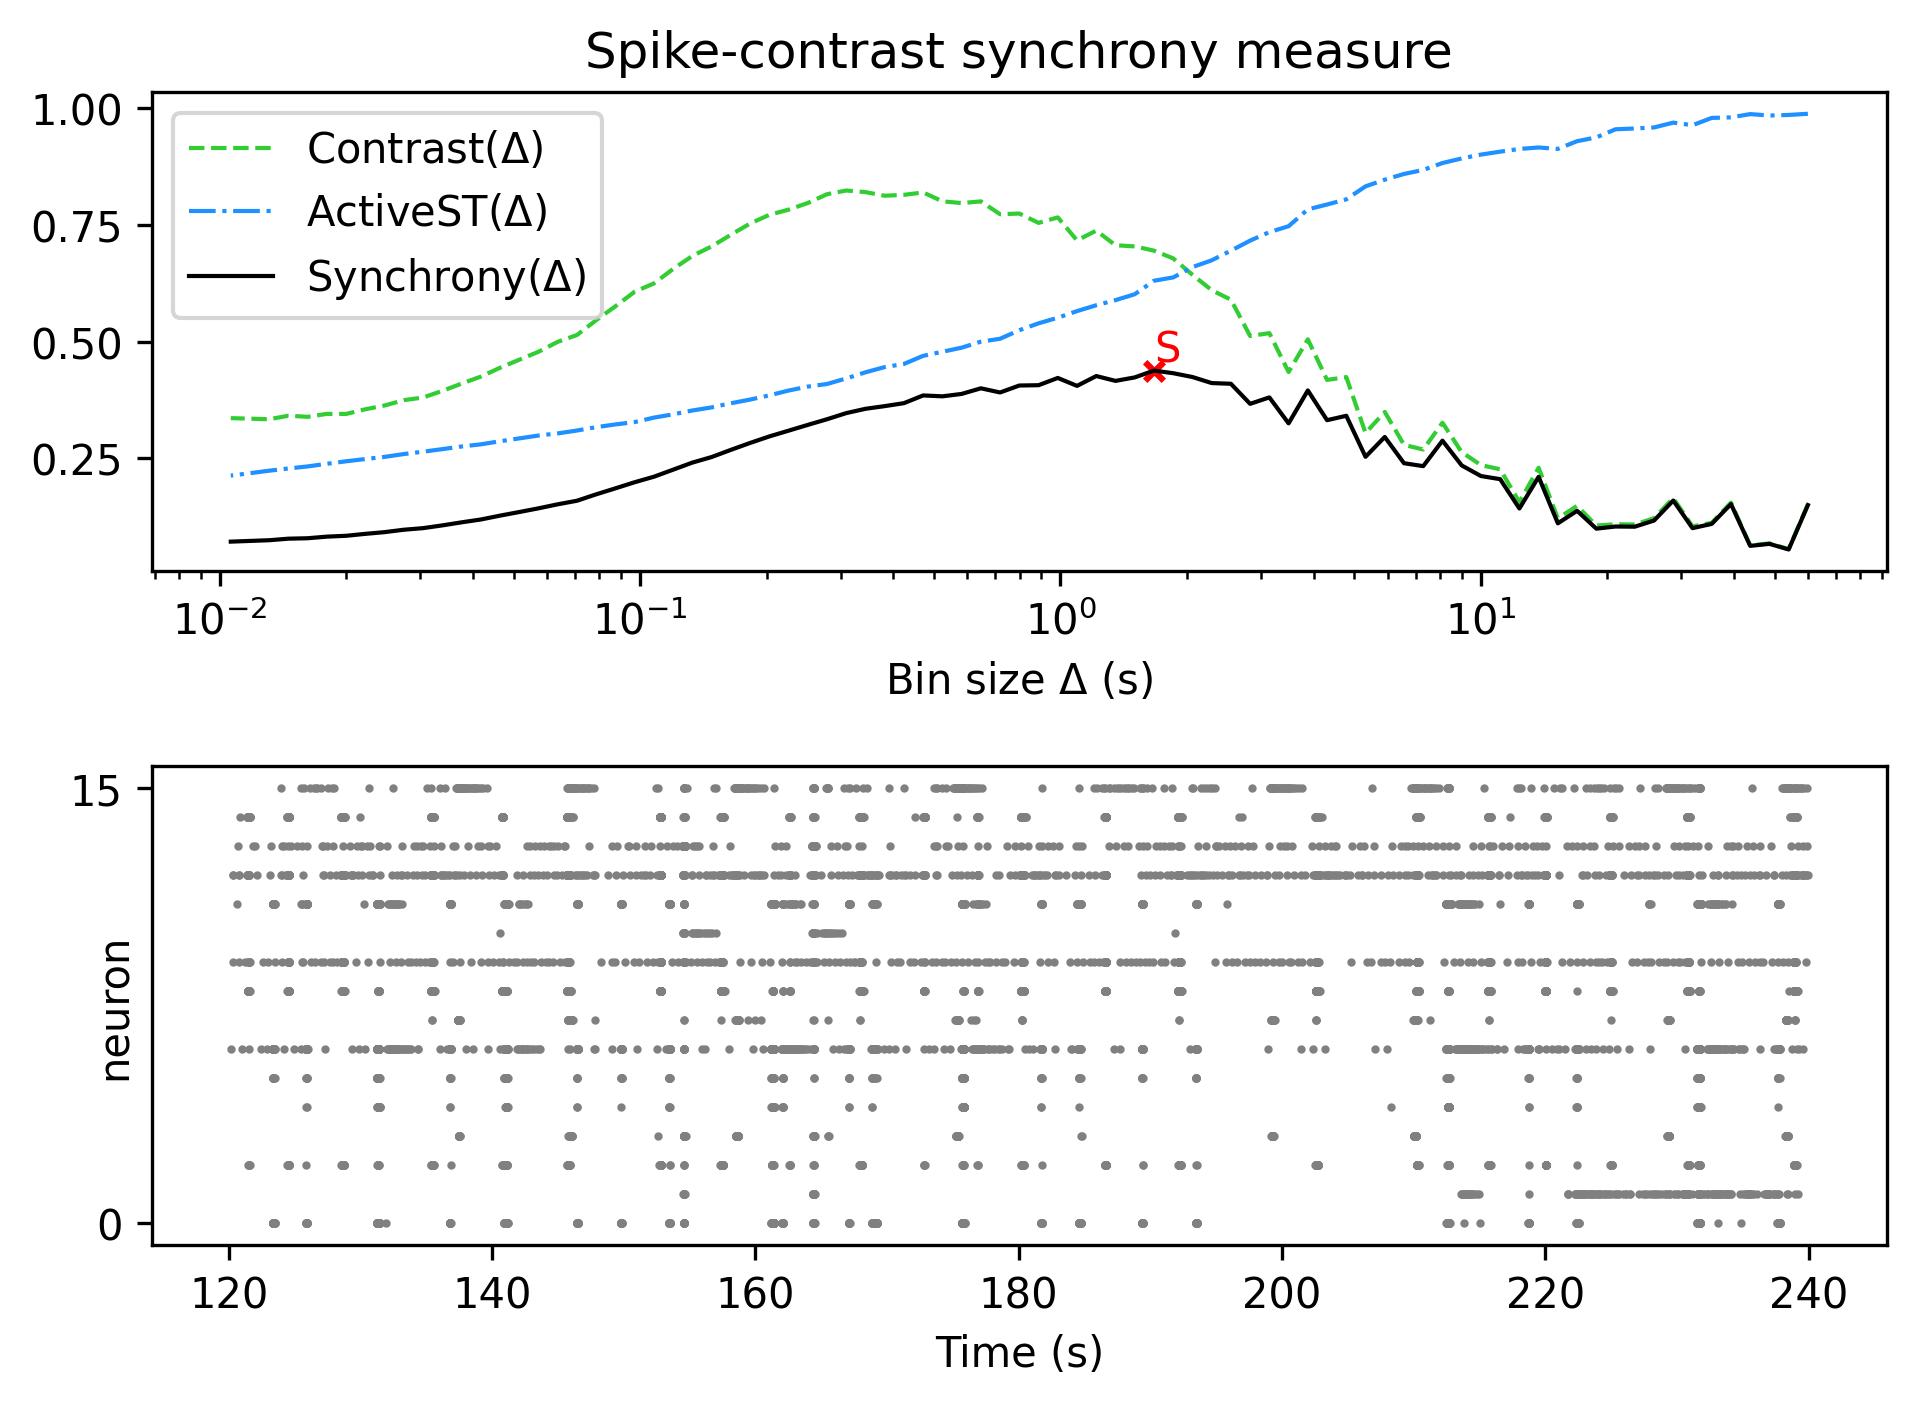 Spike-contrast synchrony measure
1.00
0.75
0.50
0.25
Contrast(Δ)
ActiveST(Δ)
Synchrony(Δ)
S
10⁻² 10⁻¹ 10⁰ 10¹
Bin size Δ (s)
15
0
neuron
120 140 160 180 200 220 240
Time (s)